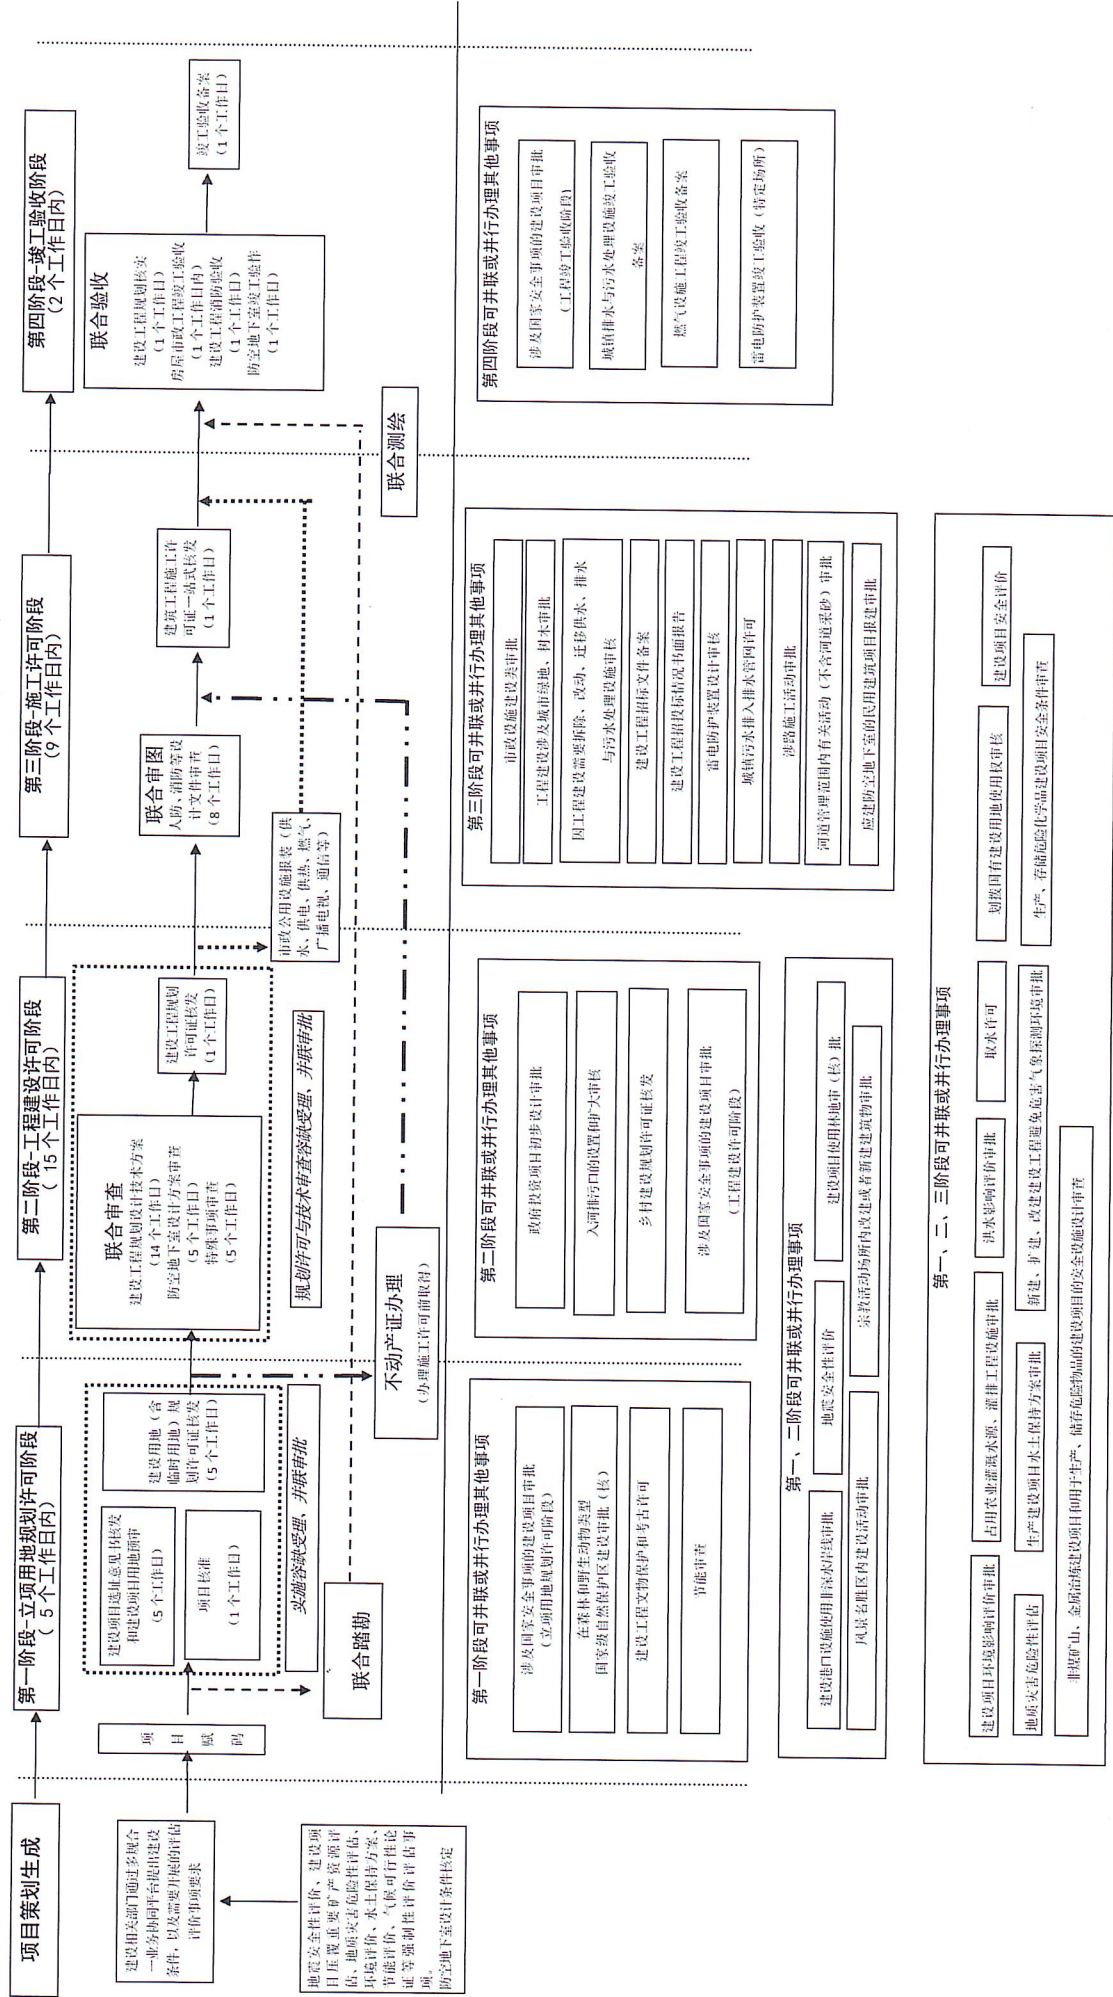 项目策划生成
第一阶段-立项用地规划许可阶段
（ 5 个工作日内）
第二阶段-工程建设许可阶段
（ 15 个工作日内）
第三阶段-施工许可阶段
（9 个工作日内）
第四阶段-竣工验收阶段
（2 个工作日内）
建设相关部门通过多规合
一业务协同平台提出建设
条件，以及需要开展的评估
评价事项要求
地震安全性评价、建设项
目压覆重要矿产资源评
估、地质灾害危险性评估、
环境评价、水土保持方案、
节能评价、气候可行性论
证等强制性评价评估事
项。
防空地下室设计条件核定
项
目
赋
码
建设项目选址意见书核发
和建设项目用地预审
（5 个工作日）
项目核准
（1 个工作日）
建设用地（含
临时用地）规
划许可证核发
（5 个工作日）
实施容缺受理、并联审批
联合踏勘
不动产证办理
（办理施工许可前取得）
联合审查
建设工程规划设计技术方案
（14 个工作日）
防空地下室设计方案审查
（5 个工作日）
特殊事项审查
（5 个工作日）
建设工程规划
许可证核发
（1 个工作日）
规划许可与技术审查容缺受理、并联审批
市政公用设施报装（供
水、供电、供热、燃气、
广播电视、通信等）
联合审图
人防、消防等设
计文件审查
（8 个工作日）
建筑工程施工许
可证一站式核发
（1 个工作日）
联合测绘
联合验收
建设工程规划核实
（1 个工作日）
房屋市政工程竣工验收
（1 个工作日内）
建设工程消防验收
（1 个工作日）
防空地下室竣工验作
（1 个工作日）
竣工验收备案
（1 个工作日）
第一阶段可并联或并行办理其他事项
涉及国家安全事项的建设项目审批
（立项用地规划许可阶段）
在森林和野生动物类型
国家级自然保护区建设审批（核）
建设工程文物保护和考古许可
节能审查
第二阶段可并联或并行办理其他事项
政府投资项目初步设计审批
入河排污口的设置和扩大审核
乡村建设规划许可证核发
涉及国家安全事项的建设项目审批
（工程建设许可阶段）
第三阶段可并联或并行办理其他事项
市政设施建设类审批
工程建设涉及城市绿地、树木审批
因工程建设需要拆除、改动、迁移供水、排水
与污水处理设施审核
建设工程招标文件备案
建设工程招投标情况书面报告
雷电防护装置设计审核
城镇污水排入排水管网许可
涉路施工活动审批
河道管理范围内有关活动（不含河道采砂）审批
应建防空地下室的民用建筑项目报建审批
第四阶段可并联或并行办理其他事项
涉及国家安全事项的建设项目审批
（工程竣工验收阶段）
城镇排水与污水处理设施竣工验收
备案
燃气设施工程竣工验收备案
雷电防护装置竣工验收（特定场所）
第一、二阶段可并联或并行办理事项
建设港口设施使用非深水岸线审批
地震安全性评价
建设项目使用林地审（核）批
风景名胜区内建设活动审批
宗教活动场所内改建或者新建建筑物审批
第一、二、三阶段可并联或并行办理事项
建设项目环境影响评价审批
占用农业灌溉水源、灌排工程设施审批
洪水影响评价审批
取水许可
划拨国有建设用地使用权审核
建设项目安全评价
地质灾害危险性评估
生产建设项目水土保持方案审批
新建、扩建、改建建设工程避免危害气象探测环境审批
生产、存储危险化学品建设项目安全条件审查
非煤矿山、金属冶炼建设项目和用于生产、储存危险物品的建设项目的安全设施设计审查